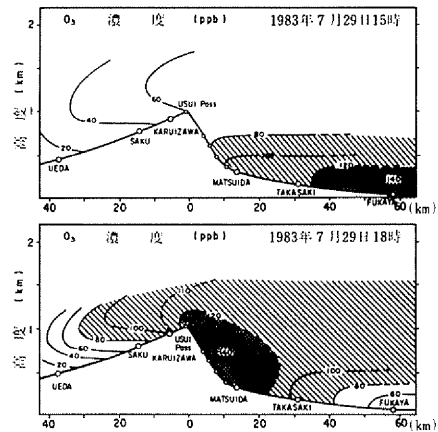 O₃ 濃度 (ppb) 1983年7月29日15時
2
(km)
1
高度
60
40
20
USUI Pass
KARUIZAWA
SAKU
UEDA
80
120
140
MATSUIDA
TAKASAKI
FUKAYA
40 20 0 20 40 60 (km)
O₃ 濃度 (ppb) 1983年7月29日18時
2
(km)
1
高度
110
100
80
60
40
20
USUI
Pass
KARUIZAWA
SAKU
UEDA
120
140
100
80
60
MATSUIDA
TAKASAKI
FUKAYA
40 20 0 20 40 60 (km)